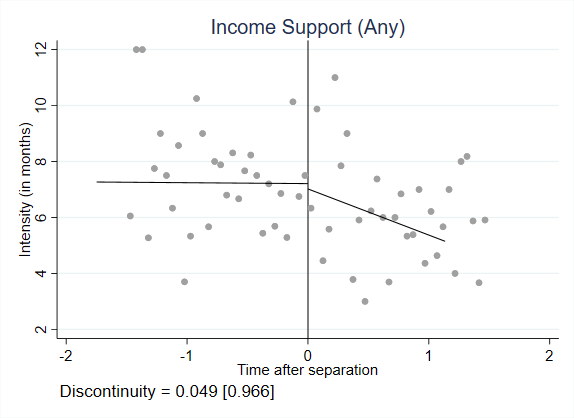 Income Support (Any)
Intensity (in months)
12
10
8
6
4
2
-2
-1
0
1
2
Time after separation
Discontinuity = 0.049 [0.966]